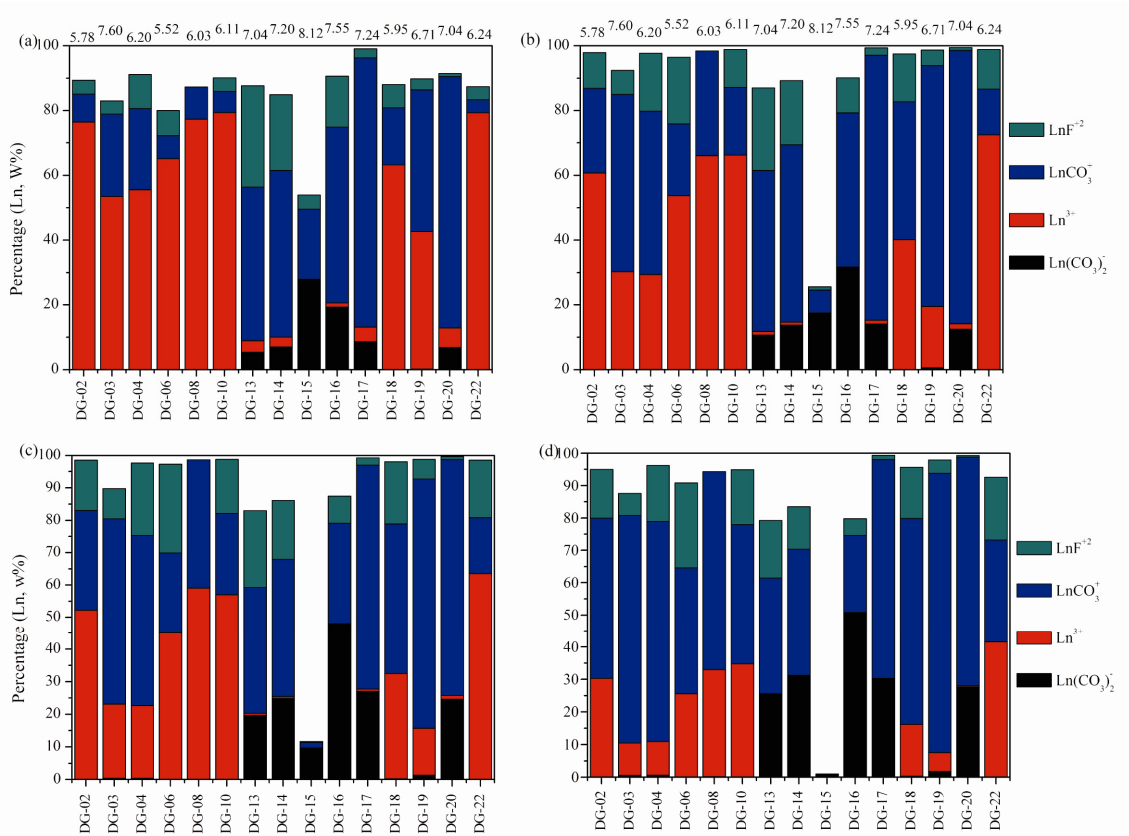 5.78 7.60 6.20 5.52 6.03 6.11 7.04 7.20 8.12 7.55 7.24 5.95 6.71 7.04 6.24
(a)
100
80
60
40
20
0
Percentage (Ln, W%)
DG-02 DG-03 DG-04 DG-06 DG-08 DG-10 DG-13 DG-14 DG-15 DG-16 DG-17 DG-18 DG-19 DG-20 DG-22
5.78 7.60 6.20 5.52 6.03 6.11 7.04 7.20 8.12 7.55 7.24 5.95 6.71 7.04 6.24
(b)
100
80
60
40
20
0
DG-02 DG-03 DG-04 DG-06 DG-08 DG-10 DG-13 DG-14 DG-15 DG-16 DG-17 DG-18 DG-19 DG-20 DG-22
LnF⁺²
LnCO₃⁺
Ln³⁺
Ln(CO₃)₂⁻
(c)
100
90
80
70
60
50
40
30
20
10
0
Percentage (Ln, w%)
DG-02 DG-03 DG-04 DG-06 DG-08 DG-10 DG-13 DG-14 DG-15 DG-16 DG-17 DG-18 DG-19 DG-20 DG-22
(d)
100
90
80
70
60
50
40
30
20
10
0
DG-02 DG-03 DG-04 DG-06 DG-08 DG-10 DG-13 DG-14 DG-15 DG-16 DG-17 DG-18 DG-19 DG-20 DG-22
LnF⁺²
LnCO₃⁺
Ln³⁺
Ln(CO₃)₂⁻